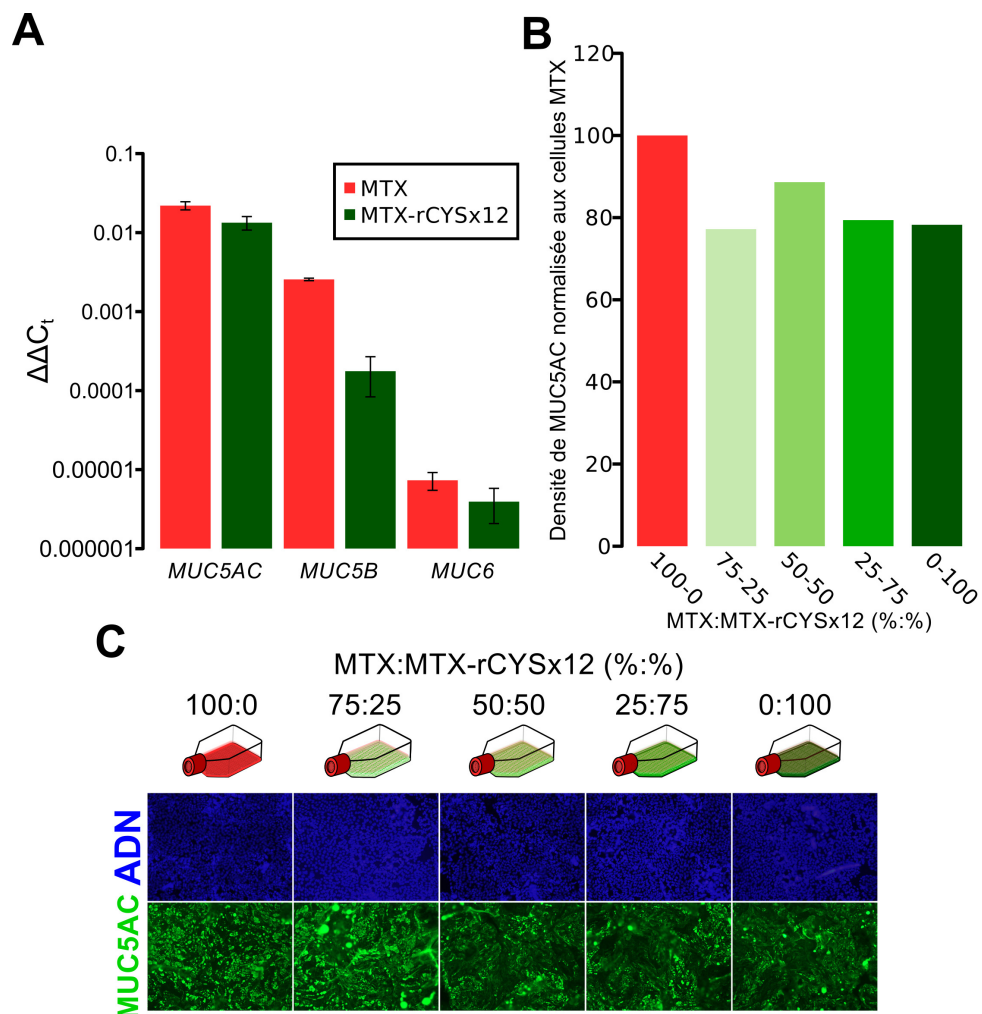 A
0.1
0.01
0.001
0.0001
0.00001
0.000001
ΔΔCt
MTX
MTX-rCYSx12
MUC5AC
MUC5B
MUC6
B
Densité de MUC5AC normalisée aux cellules MTX
120
100
80
60
40
20
0
100-0
75-25
50-50
25-75
0-100
MTX:MTX-rCYSx12 (%:%)
C
MTX:MTX-rCYSx12 (%:%)
100:0
75:25
50:50
25:75
0:100
ADN
MUC5AC